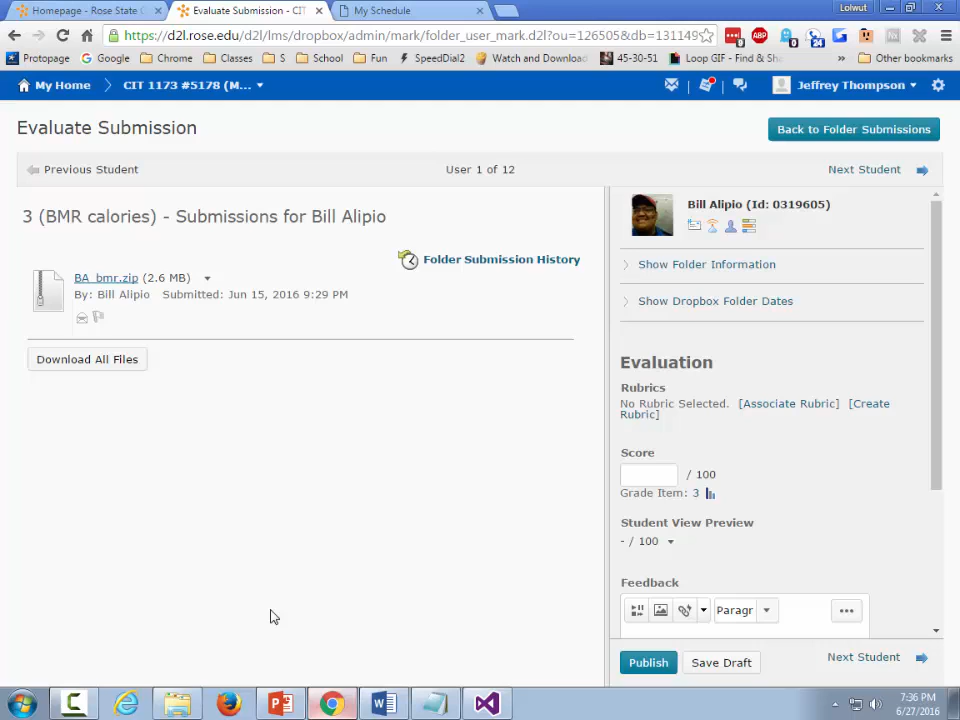 Homepage - Rose State C
Evaluate Submission - CIT
My Schedule
Lolwut
https://d2l.rose.edu/d2l/lms/dropbox/admin/mark/folder_user_mark.d2l?ou=126505&db=131149
Protopage
Google
Chrome
Classes
S
School
Fun
SpeedDial2
Watch and Download
45-30-51
Loop GIF - Find & Sh
»
Other bookmarks
My Home
CIT 1173 #5178 (M...
Jeffrey Thompson
Evaluate Submission
Back to Folder Submissions
Previous Student
User 1 of 12
Next Student
3 (BMR calories) - Submissions for Bill Alipio
Folder Submission History
BA_bmr.zip (2.6 MB)
By: Bill Alipio Submitted: Jun 15, 2016 9:29 PM
Download All Files
Bill Alipio (Id: 0319605)
Show Folder Information
Show Dropbox Folder Dates
Evaluation
Rubrics
No Rubric Selected. [Associate Rubric] [Create
Rubric]
Score
/ 100
Grade Item: 3
Student View Preview
- / 100
Feedback
Paragr
Publish
Save Draft
Next Student
7:36 PM
6/27/2016